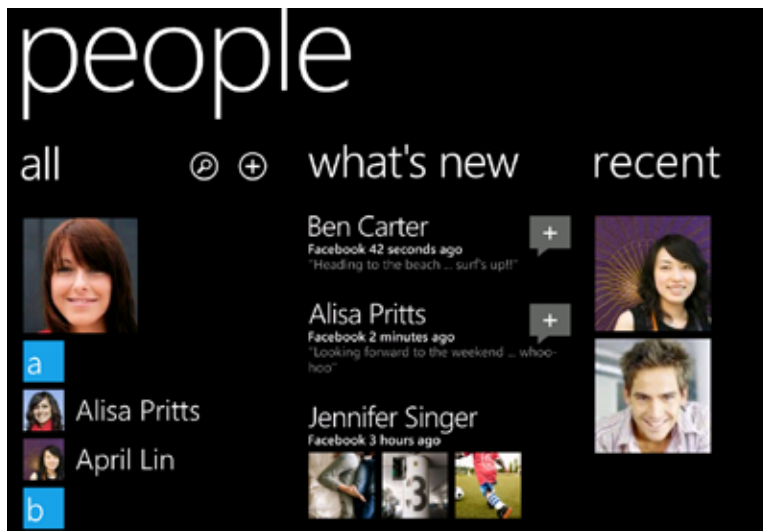 people
all
a
Alisa Pritts
April Lin
b
what's new
Ben Carter
Facebook 42 seconds ago
"Heading to the beach ... surf's up!!"
Alisa Pritts
Facebook 2 minutes ago
"Looking forward to the weekend ... whoo-
hoo"
Jennifer Singer
Facebook 3 hours ago
3
recent